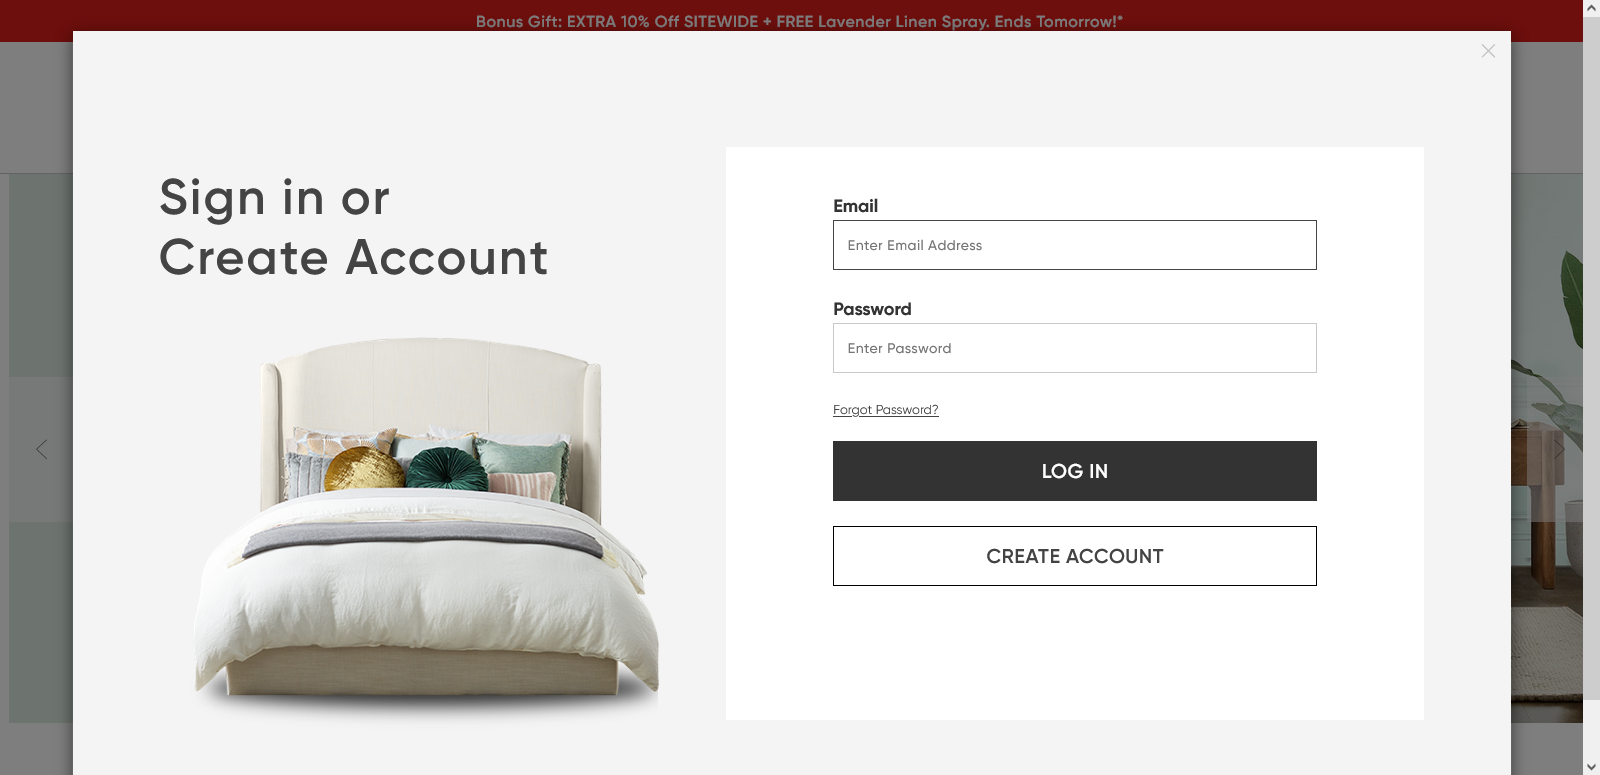 Bonus Gift: EXTRA 10% Off SITEWIDE + FREE Lavender Linen Spray. Ends Tomorrow!*
Sign in or
Create Account
Email
Enter Email Address
Password
Enter Password
Forgot Password?
LOG IN
CREATE ACCOUNT